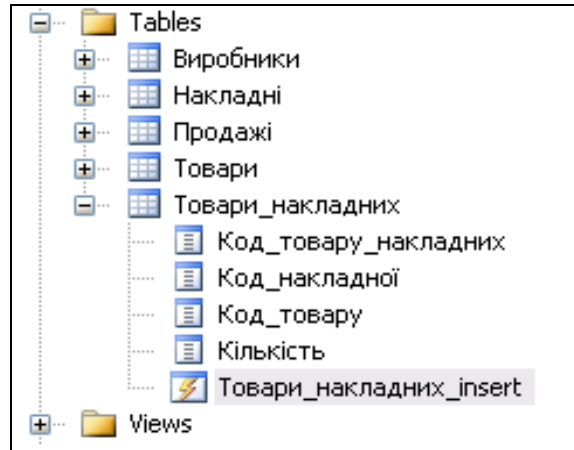 Tables
Виробники
Накладні
Продажі
Товари
Товари_накладних
Код_товару_накладних
Код_накладної
Код_товару
Кількість
Товари_накладних_insert
Views